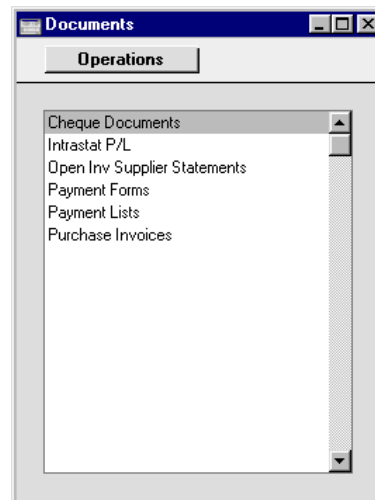 Documents
Operations
Cheque Documents
Intrastat P/L
Open Inv Supplier Statements
Payment Forms
Payment Lists
Purchase Invoices